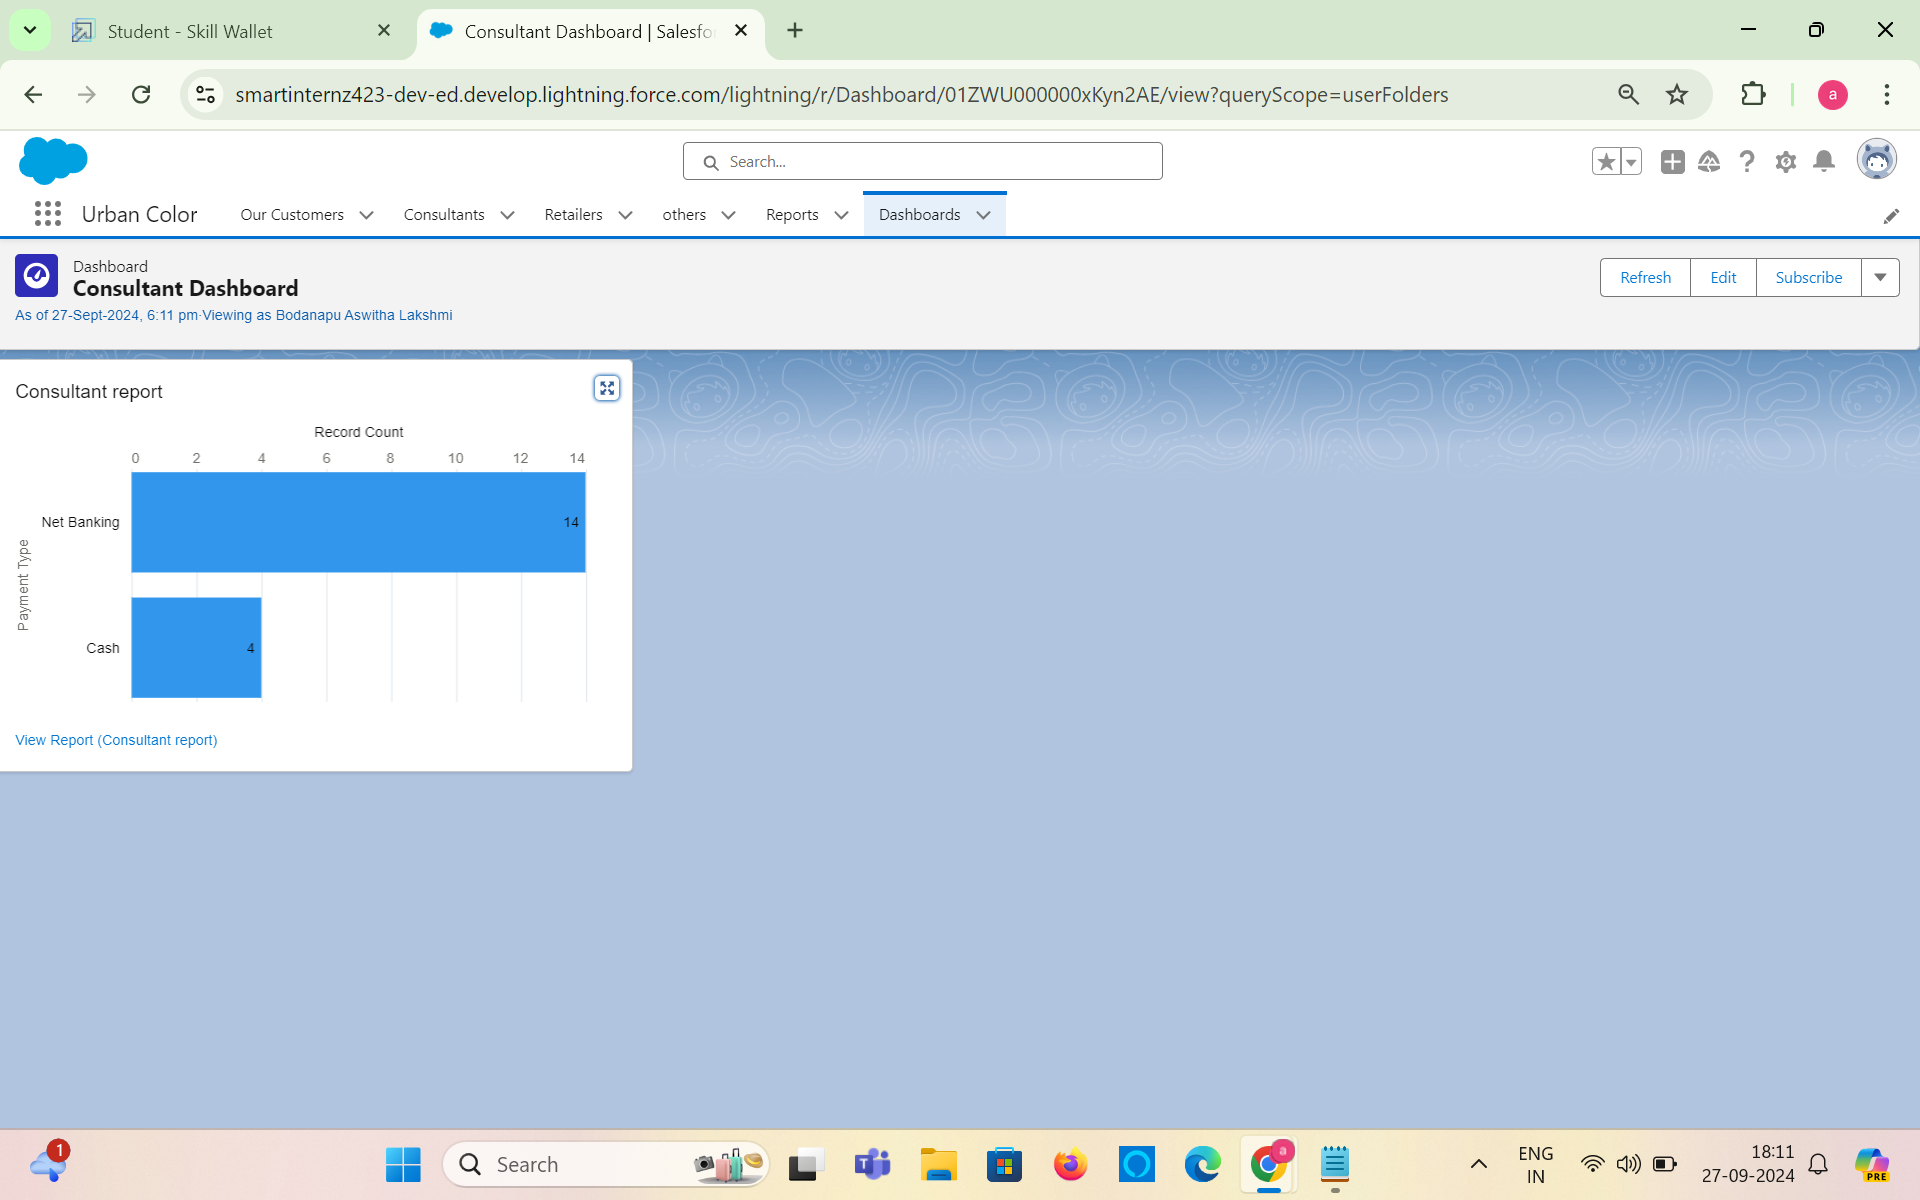 Student - Skill Wallet
Consultant Dashboard | Salesfo
smartinternz423-dev-ed.develop.lightning.force.com/lightning/r/Dashboard/01ZWU000000xKyn2AE/view?queryScope=userFolders
a
Search...
Urban Color
Our Customers
Consultants
Retailers
others
Reports
Dashboards
Dashboard
Consultant Dashboard
As of 27-Sept-2024, 6:11 pm·Viewing as Bodanapu Aswitha Lakshmi
Refresh
Edit
Subscribe
Consultant report
Record Count
0 2 4 6 8 10 12 14
Payment Type
Net Banking
14
Cash
4
View Report (Consultant report)
1
Search
a
ENG
IN
18:11
27-09-2024
PRE